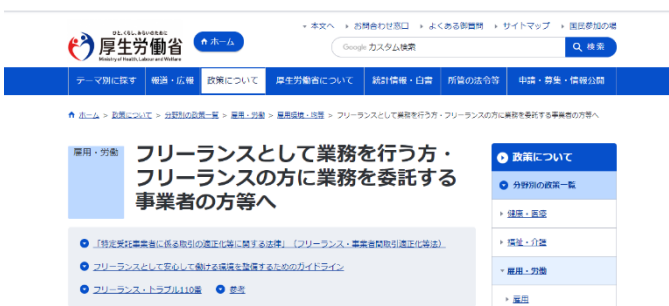 本文へ お問合わせ窓口 よくある御質問 サイトマップ 国民参加の場
ひと、くらし、みらいのために
厚生労働省
Ministry of Health, Labour and Welfare
ホーム
Google カスタム検索
検索
テーマ別に探す 報道・広報 政策について 厚生労働省について 統計情報・白書 所管の法令等 申請・募集・情報公開
ホーム > 政策について > 分野別の政策一覧 > 雇用・労働 > 雇用環境・均等 > フリーランスとして業務を行う方・フリーランスの方に業務を委託する事業者の方等へ
雇用・労働
フリーランスとして業務を行う方・
フリーランスの方に業務を委託する
事業者の方等へ
「特定受託事業者に係る取引の適正化等に関する法律」(フリーランス・事業者間取引適正化等法)
フリーランスとして安心して働ける環境を整備するためのガイドライン
フリーランス・トラブル110番 参考
政策について
分野別の政策一覧
健康・医療
福祉・介護
雇用・労働
雇用